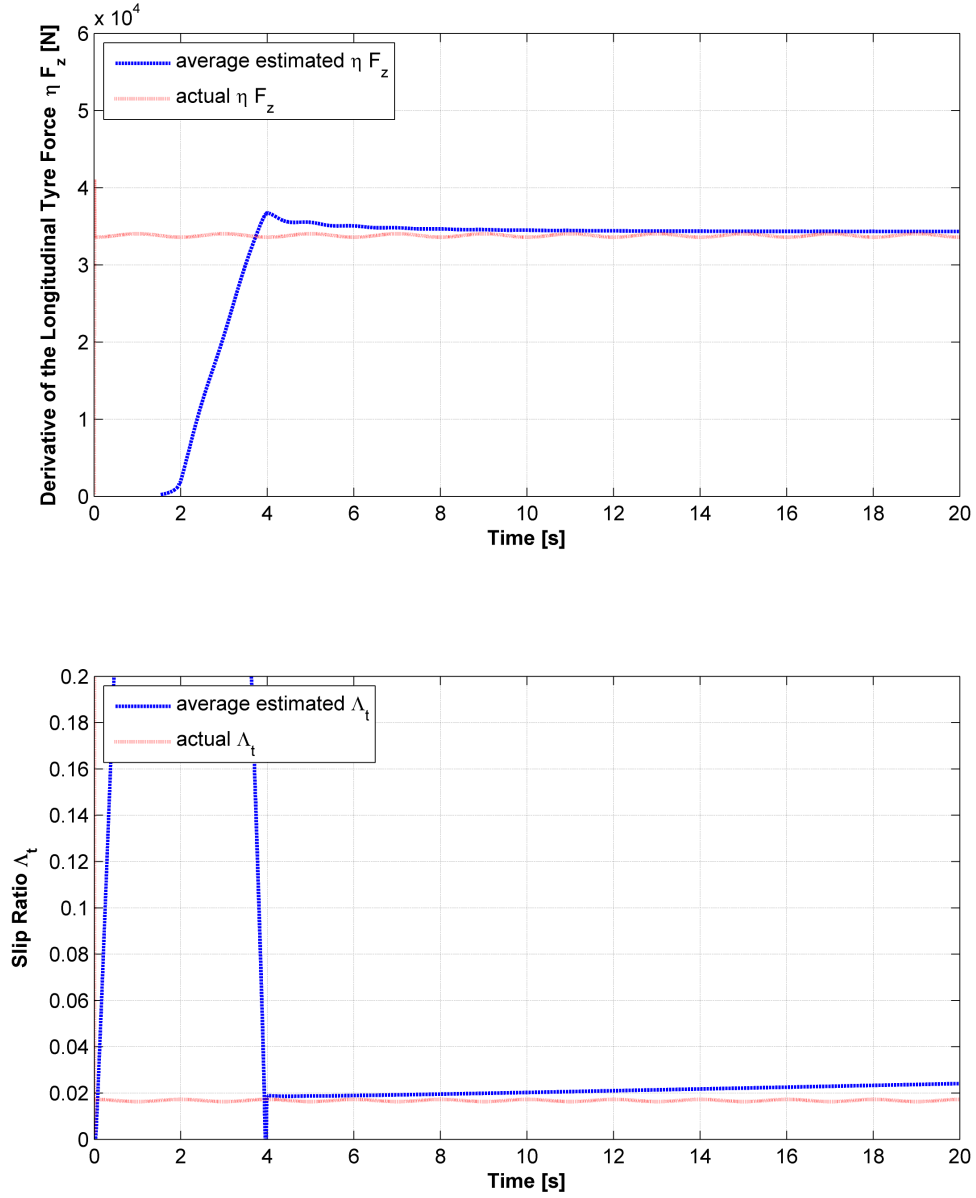 x 10⁴
6
5
4
3
2
1
0
Derivative of the Longitudinal Tyre Force η F_z [N]
average estimated η F_z
actual η F_z
0 2 4 6 8 10 12 14 16 18 20
Time [s]
0.2
0.18
0.16
0.14
0.12
0.1
0.08
0.06
0.04
0.02
0
Slip Ratio Λ_t
average estimated Λ_t
actual Λ_t
0 2 4 6 8 10 12 14 16 18 20
Time [s]